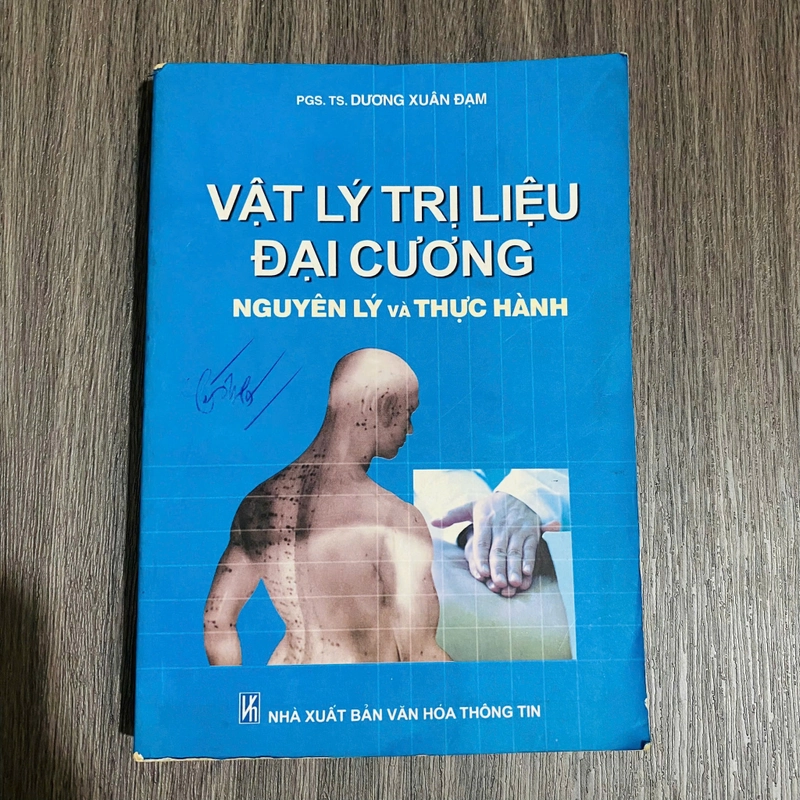 PGS. TS. DƯƠNG XUÂN ĐẠM
VẬT LÝ TRỊ LIỆU
ĐẠI CƯƠNG
NGUYÊN LÝ VÀ THỰC HÀNH
NHÀ XUẤT BẢN VĂN HÓA THÔNG TIN